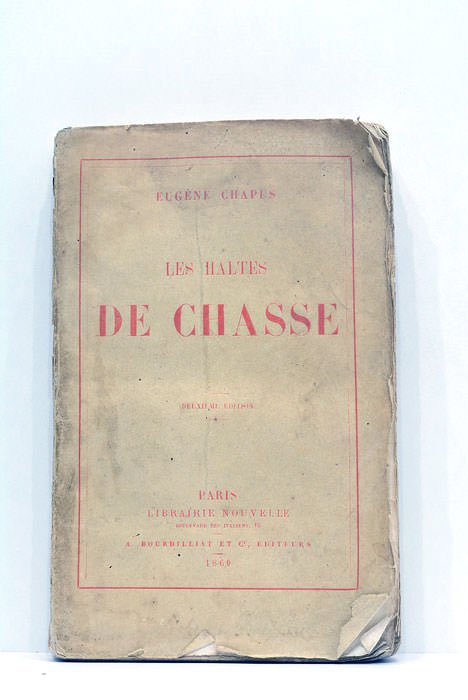 EUGÈNE CHAPUS
LES HALTES
DE CHASSE
DEUXIÈME ÉDITION
PARIS
LIBRAIRIE NOUVELLE
BOULEVARD DES ITALIENS, 15
A. BOURDILLIAT ET Cⁱᵉ, ÉDITEURS
1860